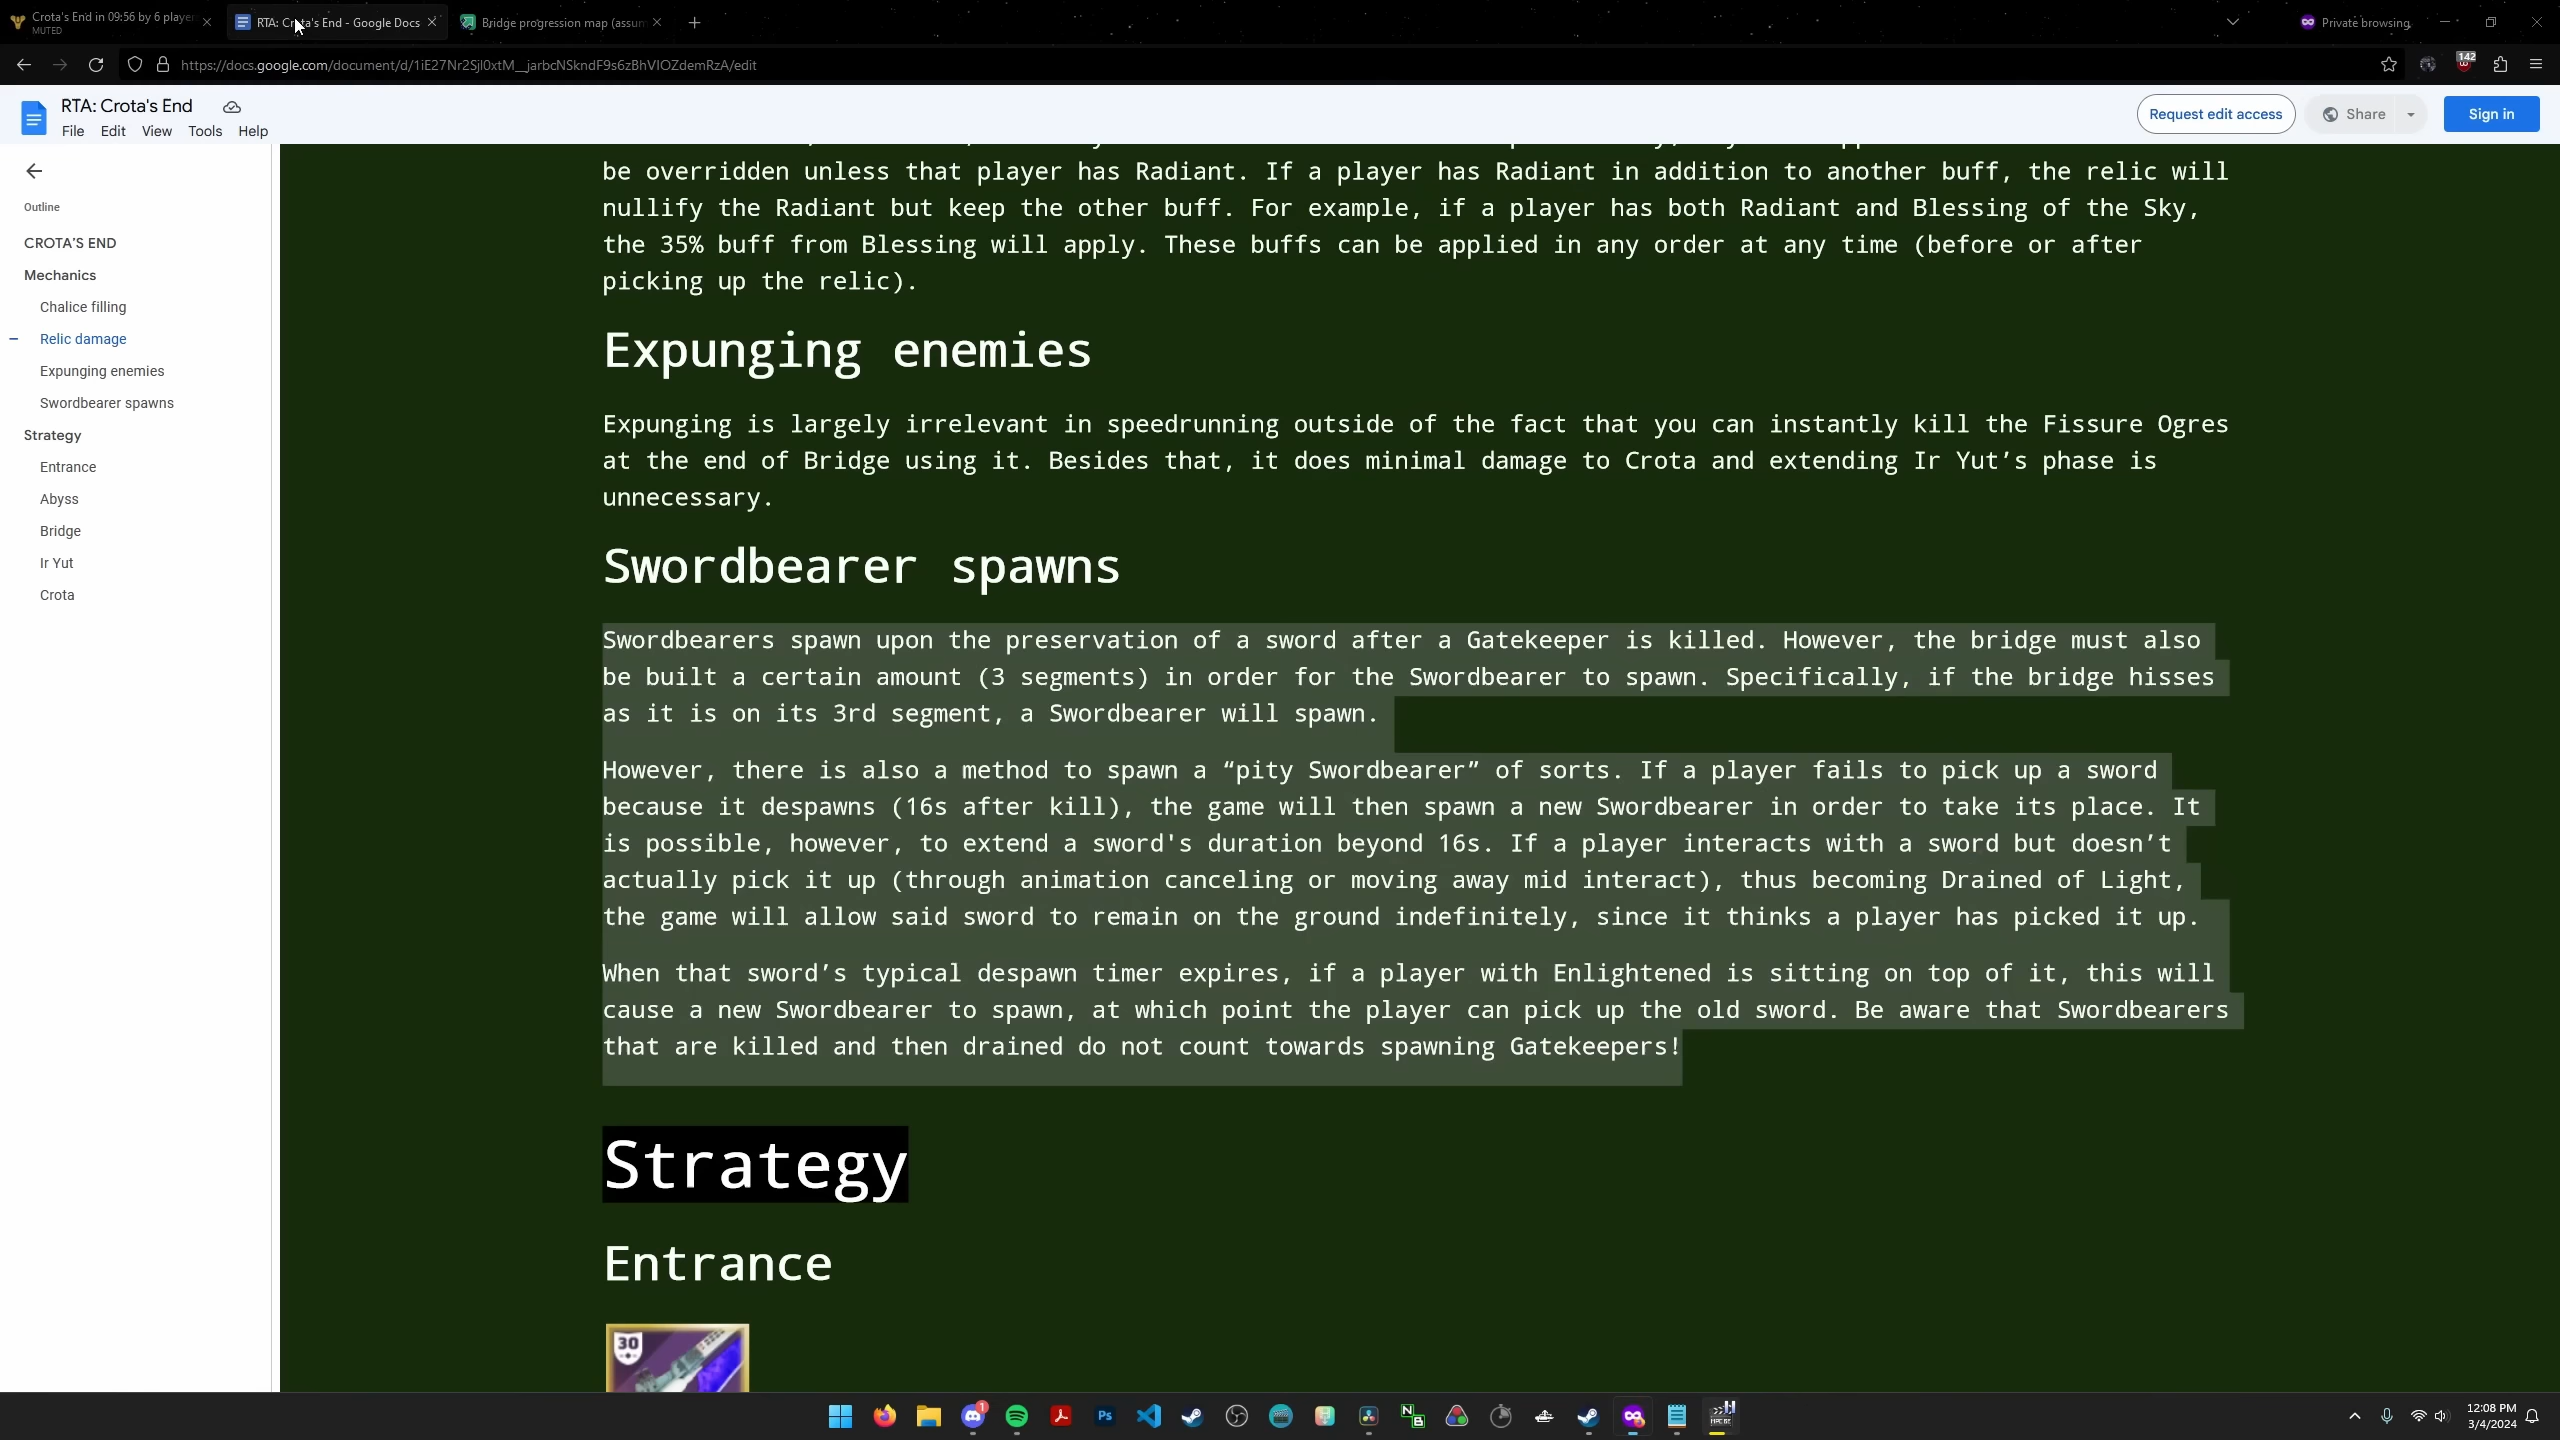 Crota's End in 09:56 by 6 player
MUTED
RTA: Crota's End - Google Docs
Bridge progression map (assum
Private browsing
https://docs.google.com/document/d/1iE27Nr2Sjl0xtM__jarbcNSkndF9s6zBhVIOZdemRzA/edit
142
RTA: Crota's End
File Edit View Tools Help
Request edit access
Share
Sign in
Outline
CROTA'S END
Mechanics
Chalice filling
Relic damage
Expunging enemies
Swordbearer spawns
Strategy
Entrance
Abyss
Bridge
Ir Yut
Crota
be overridden unless that player has Radiant. If a player has Radiant in addition to another buff, the relic will
nullify the Radiant but keep the other buff. For example, if a player has both Radiant and Blessing of the Sky,
the 35% buff from Blessing will apply. These buffs can be applied in any order at any time (before or after
picking up the relic).
Expunging enemies
Expunging is largely irrelevant in speedrunning outside of the fact that you can instantly kill the Fissure Ogres
at the end of Bridge using it. Besides that, it does minimal damage to Crota and extending Ir Yut’s phase is
unnecessary.
Swordbearer spawns
Swordbearers spawn upon the preservation of a sword after a Gatekeeper is killed. However, the bridge must also
be built a certain amount (3 segments) in order for the Swordbearer to spawn. Specifically, if the bridge hisses
as it is on its 3rd segment, a Swordbearer will spawn.
However, there is also a method to spawn a “pity Swordbearer” of sorts. If a player fails to pick up a sword
because it despawns (16s after kill), the game will then spawn a new Swordbearer in order to take its place. It
is possible, however, to extend a sword's duration beyond 16s. If a player interacts with a sword but doesn’t
actually pick it up (through animation canceling or moving away mid interact), thus becoming Drained of Light,
the game will allow said sword to remain on the ground indefinitely, since it thinks a player has picked it up.
When that sword’s typical despawn timer expires, if a player with Enlightened is sitting on top of it, this will
cause a new Swordbearer to spawn, at which point the player can pick up the old sword. Be aware that Swordbearers
that are killed and then drained do not count towards spawning Gatekeepers!
Strategy
Entrance
30
1
Ps
12:08 PM
3/4/2024